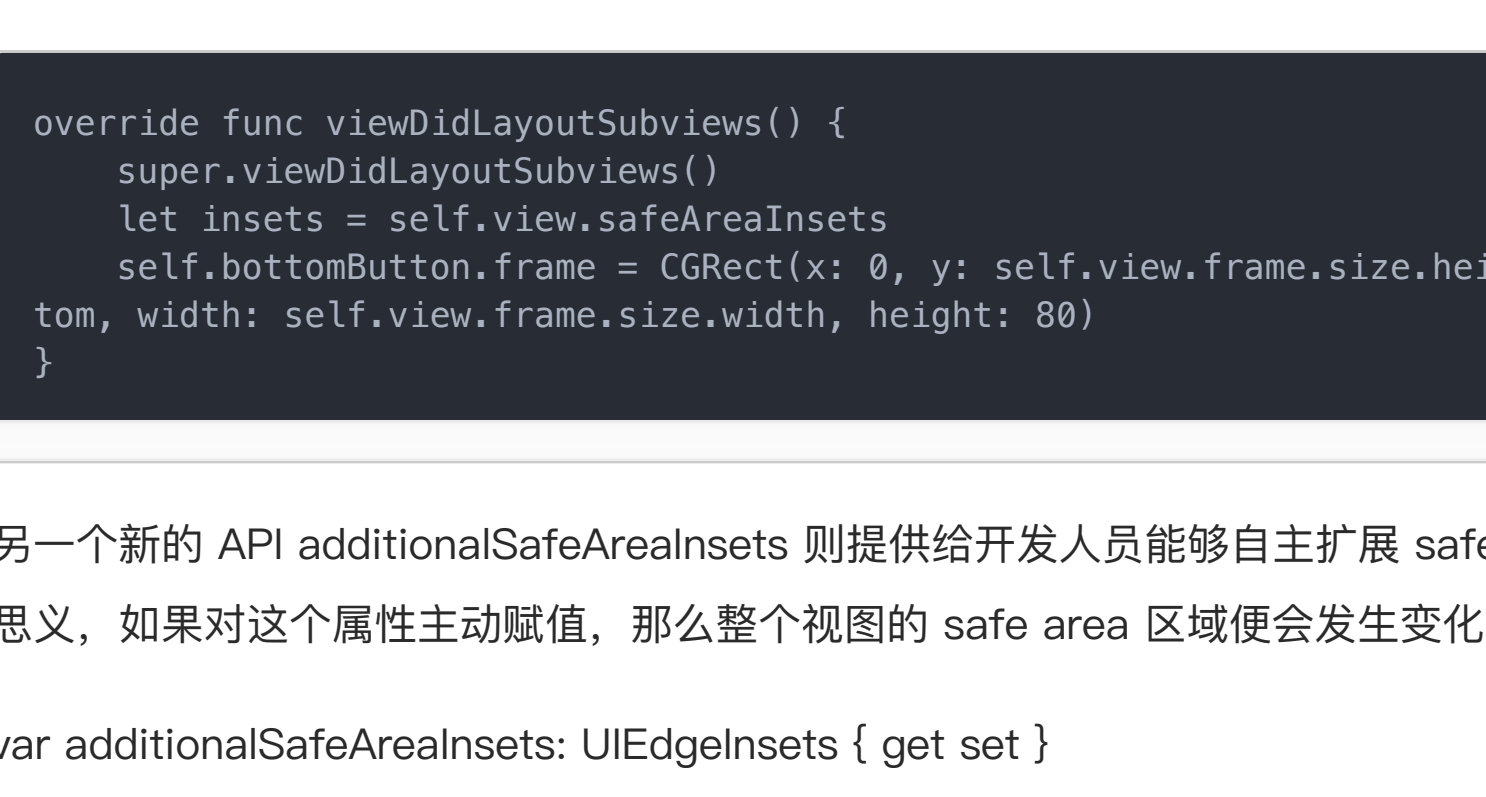 override func viewDidLayoutSubviews() {
    super.viewDidLayoutSubviews()
    let insets = self.view.safeAreaInsets
    self.bottomButton.frame = CGRect(x: 0, y: self.view.frame.size.hei
tom, width: self.view.frame.size.width, height: 80)
}
另一个新的 API additionalSafeAreaInsets 则提供给开发人员能够自主扩展 safe
思义，如果对这个属性主动赋值，那么整个视图的 safe area 区域便会发生变化
var additionalSafeAreaInsets: UIEdgeInsets { get set }